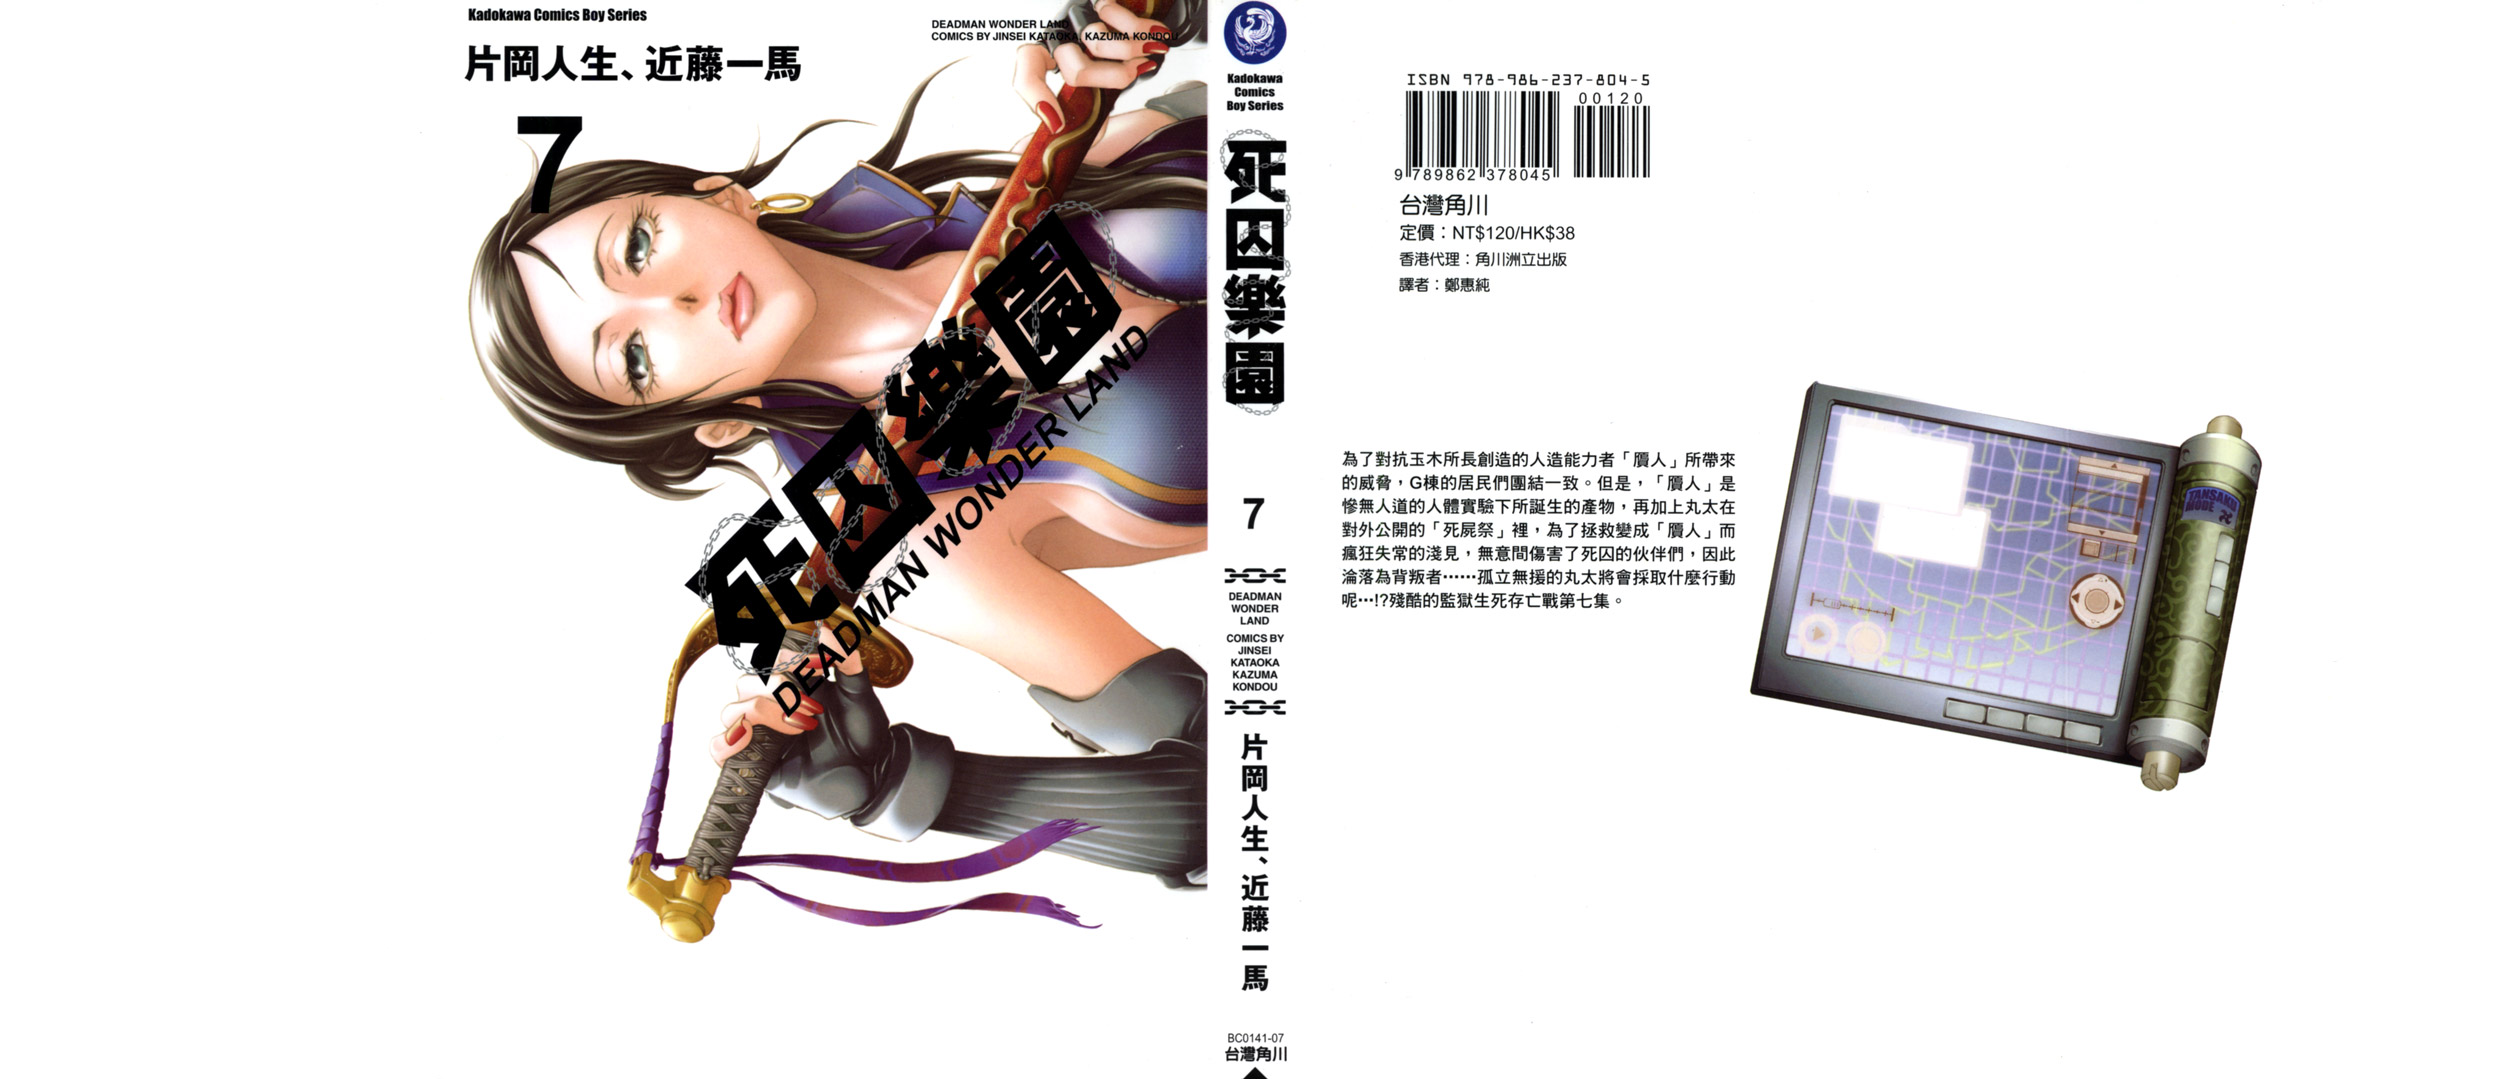 Kadokawa Comics Boy Series
片岡人生、近藤一馬
7
DEADMAN WONDER LAND
COMICS BY JINSEI KATAOKA, KAZUMA KONDOU
死囚樂園
DEADMAN WONDER LAND
Kadokawa
Comics
Boy Series
死囚樂園
7
DEADMAN
WONDER
LAND
COMICS BY
JINSEI
KATAOKA
KAZUMA
KONDOU
片岡人生、近藤一馬
BC0141-07
台灣角川
ISBN 978-986-237-804-5
00120
9 789862 378045
台灣角川
定價：NT$120/HK$38
香港代理：角川洲立出版
譯者：鄭惠純
為了對抗玉木所長創造的人造能力者「贋人」所帶來
的威脅，G棟的居民們團結一致。但是，「贋人」是
慘無人道的人體實驗下所誕生的產物，再加上丸太在
對外公開的「死屍祭」裡，為了拯救變成「贋人」而
瘋狂失常的淺見，無意間傷害了死囚的伙伴們，因此
淪落為背叛者……孤立無援的丸太將會採取什麼行動
呢…!?殘酷的監獄生死存亡戰第七集。
TANSAKU
MODE